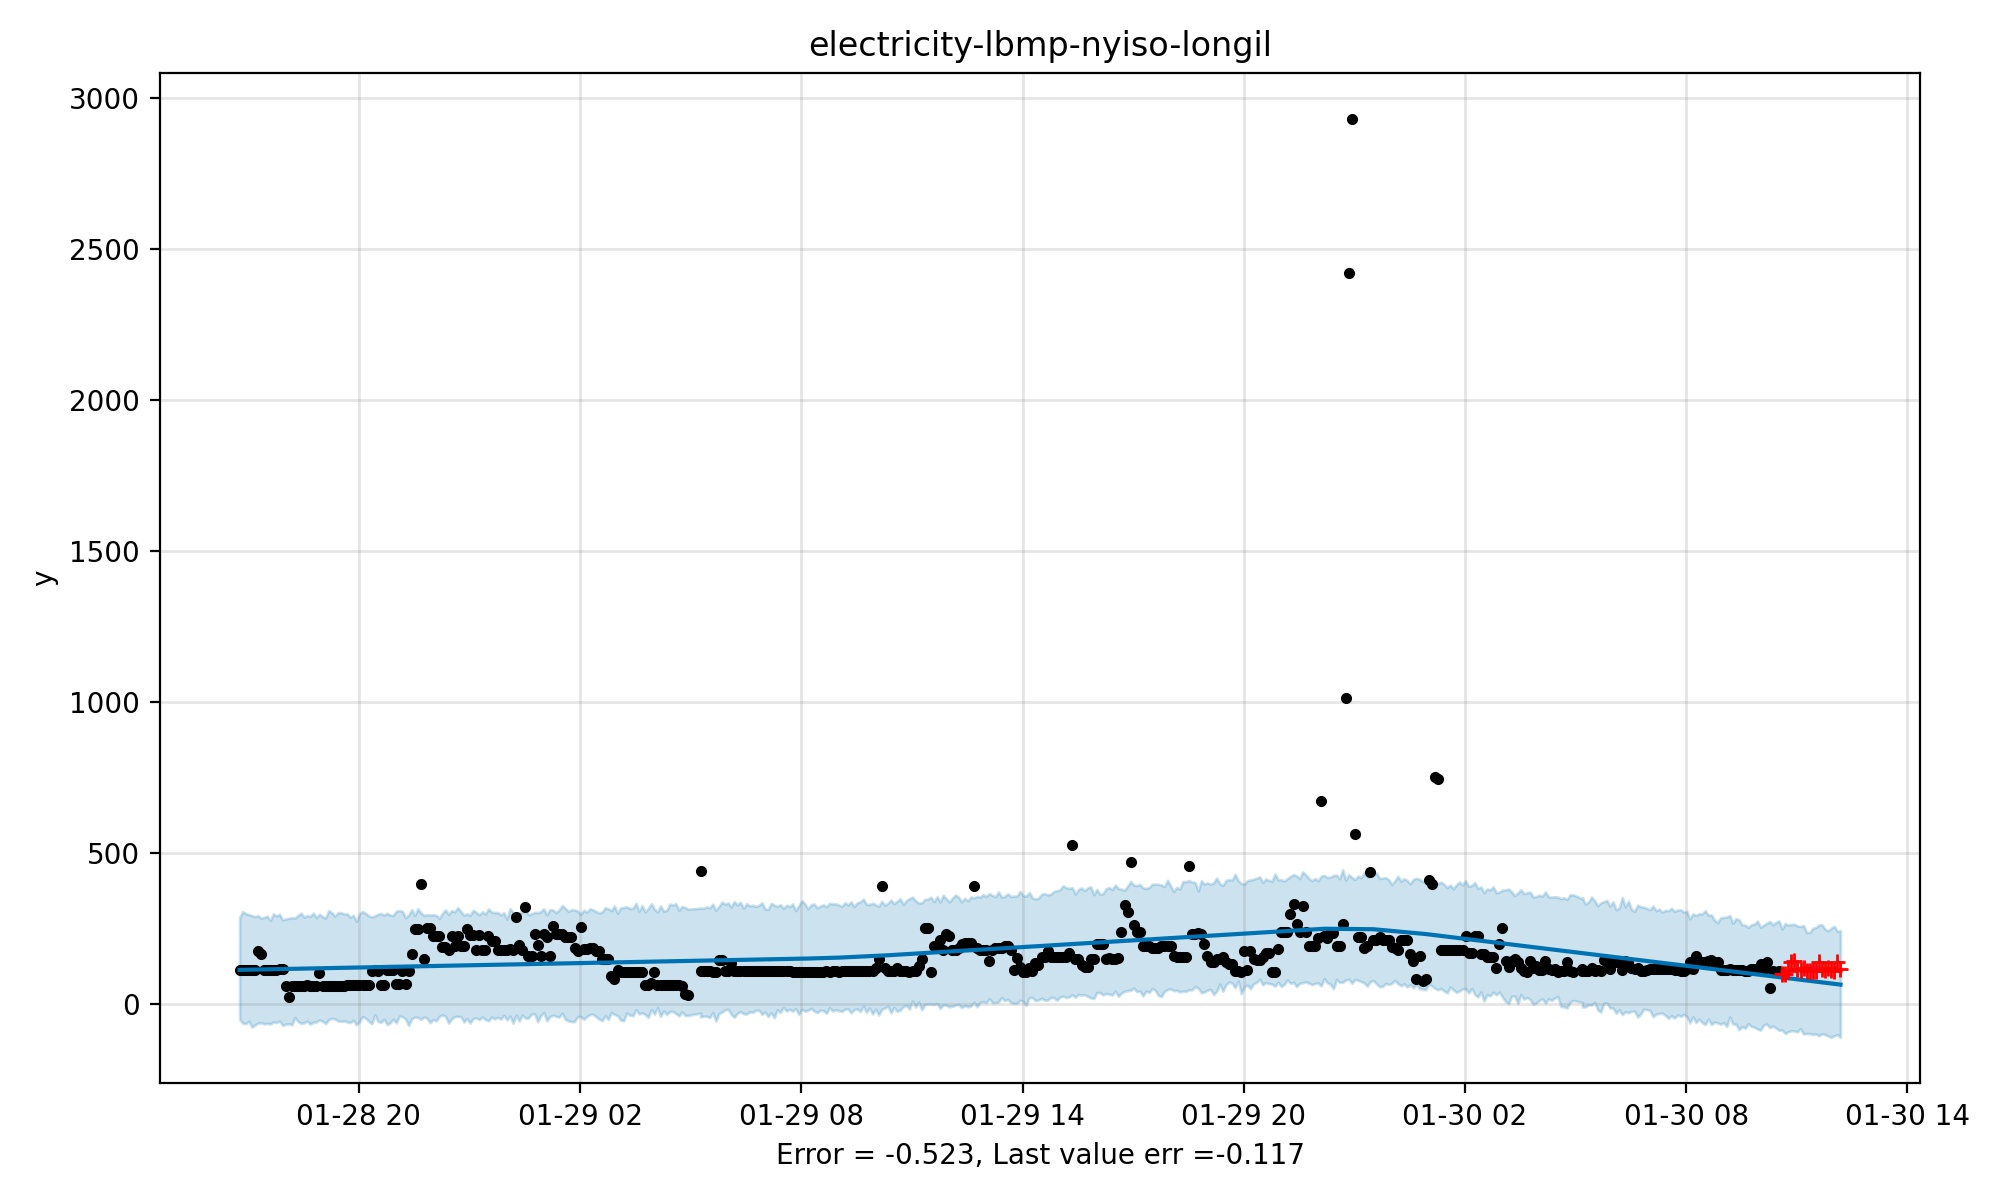 electricity-lbmp-nyiso-longil
3000
2500
2000
1500
1000
500
0
y
01-28 20 01-29 02 01-29 08 01-29 14 01-29 20 01-30 02 01-30 08 01-30 14
Error = -0.523, Last value err =-0.117